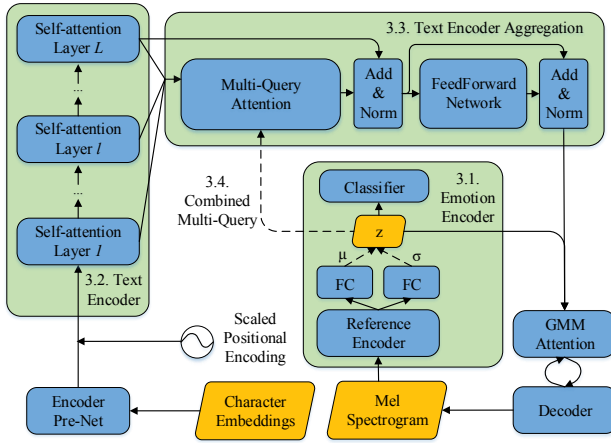 Self-attention
Layer L
...
Self-attention
Layer l
...
Self-attention
Layer 1
3.2. Text
Encoder
3.3. Text Encoder Aggregation
Multi-Query
Attention
Add
&
Norm
FeedForward
Network
Add
&
Norm
3.4.
Combined
Multi-Query
3.1.
Emotion
Encoder
Classifier
z
μ
σ
FC
FC
Reference
Encoder
Scaled
Positional
Encoding
GMM
Attention
Encoder
Pre-Net
Character
Embeddings
Mel
Spectrogram
Decoder